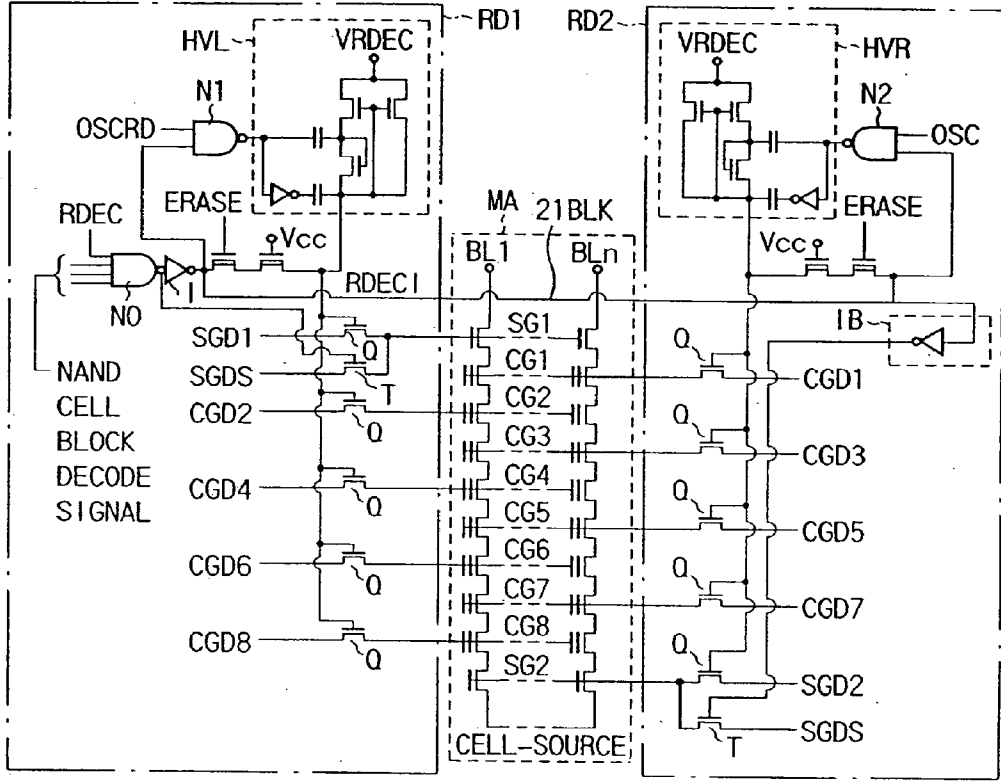 RD1
RD2
HVL
VRDEC
VRDEC
HVR
N1
N2
OSCRD
OSC
ERASE
MA
21BLK
ERASE
RDEC
Vcc
BL1
BLn
Vcc
I
N0
RDECI
IB
SGD1
Q
SG1
Q
NAND
SGDS
T
CG1
CGD1
CELL
CGD2
Q
CG2
BLOCK
CG3
Q
CGD3
DECODE
CGD4
Q
CG4
SIGNAL
CG5
Q
CGD5
CGD6
Q
CG6
CG7
Q
CGD7
CGD8
Q
CG8
SG2
Q
SGD2
T
SGDS
CELL-SOURCE